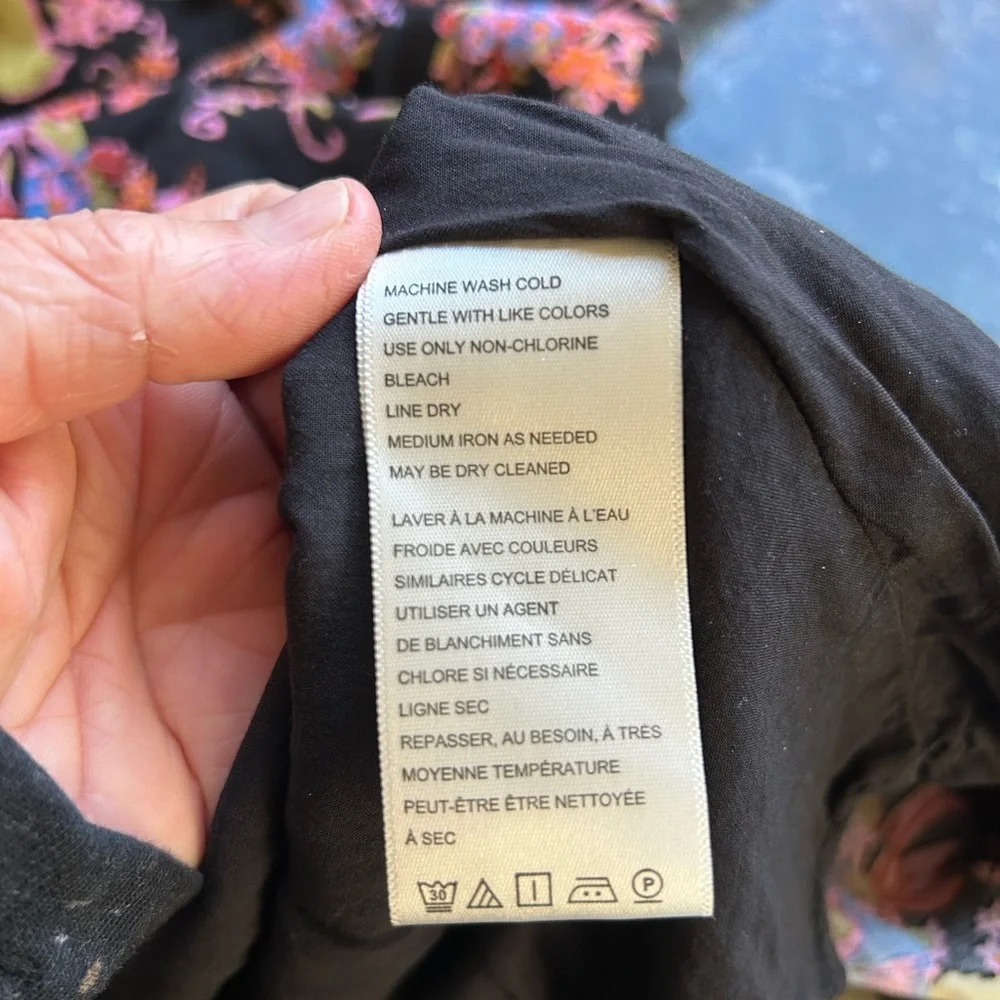 MACHINE WASH COLD
GENTLE WITH LIKE COLORS
USE ONLY NON-CHLORINE
BLEACH
LINE DRY
MEDIUM IRON AS NEEDED
MAY BE DRY CLEANED
LAVER À LA MACHINE À L'EAU
FROIDE AVEC COULEURS
SIMILAIRES CYCLE DÉLICAT
UTILISER UN AGENT
DE BLANCHIMENT SANS
CHLORE SI NÉCESSAIRE
LIGNE SEC
REPASSER, AU BESOIN, À TRÉS
MOYENNE TEMPÉRATURE
PEUT-ÊTRE ÊTRE NETTOYÉE
À SEC
30 P